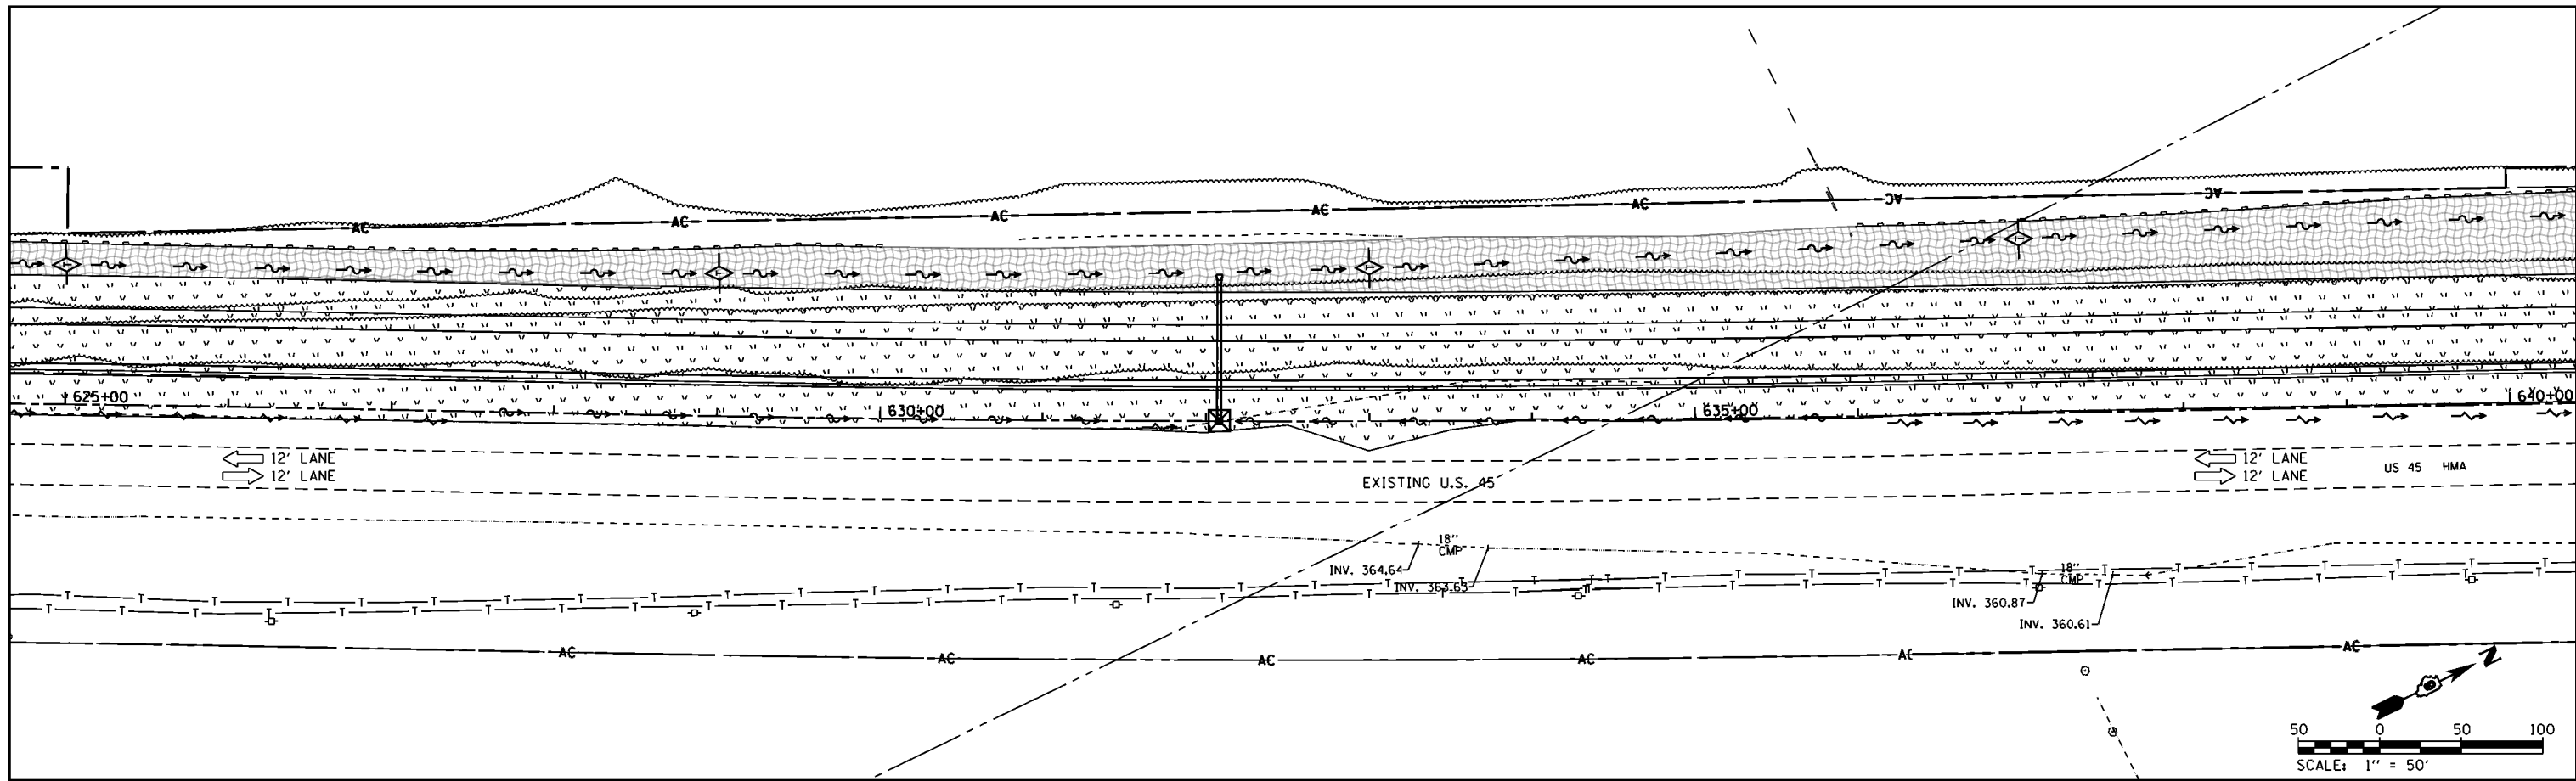 AC AC AC AC AC AC AC
625+00 630+00 635+00 640+00
12' LANE
12' LANE
12' LANE
12' LANE
US 45 HMA
EXISTING U.S. 45
18" CMP
INV. 364.64
INV. 363.63
18" CMP
INV. 360.87
INV. 360.61
T T T T T T T T T T T T T T T T T T T T T T T T T T T T T T T T T T
AC AC AC AC AC AC
N
50 0 50 100
SCALE: 1" = 50'